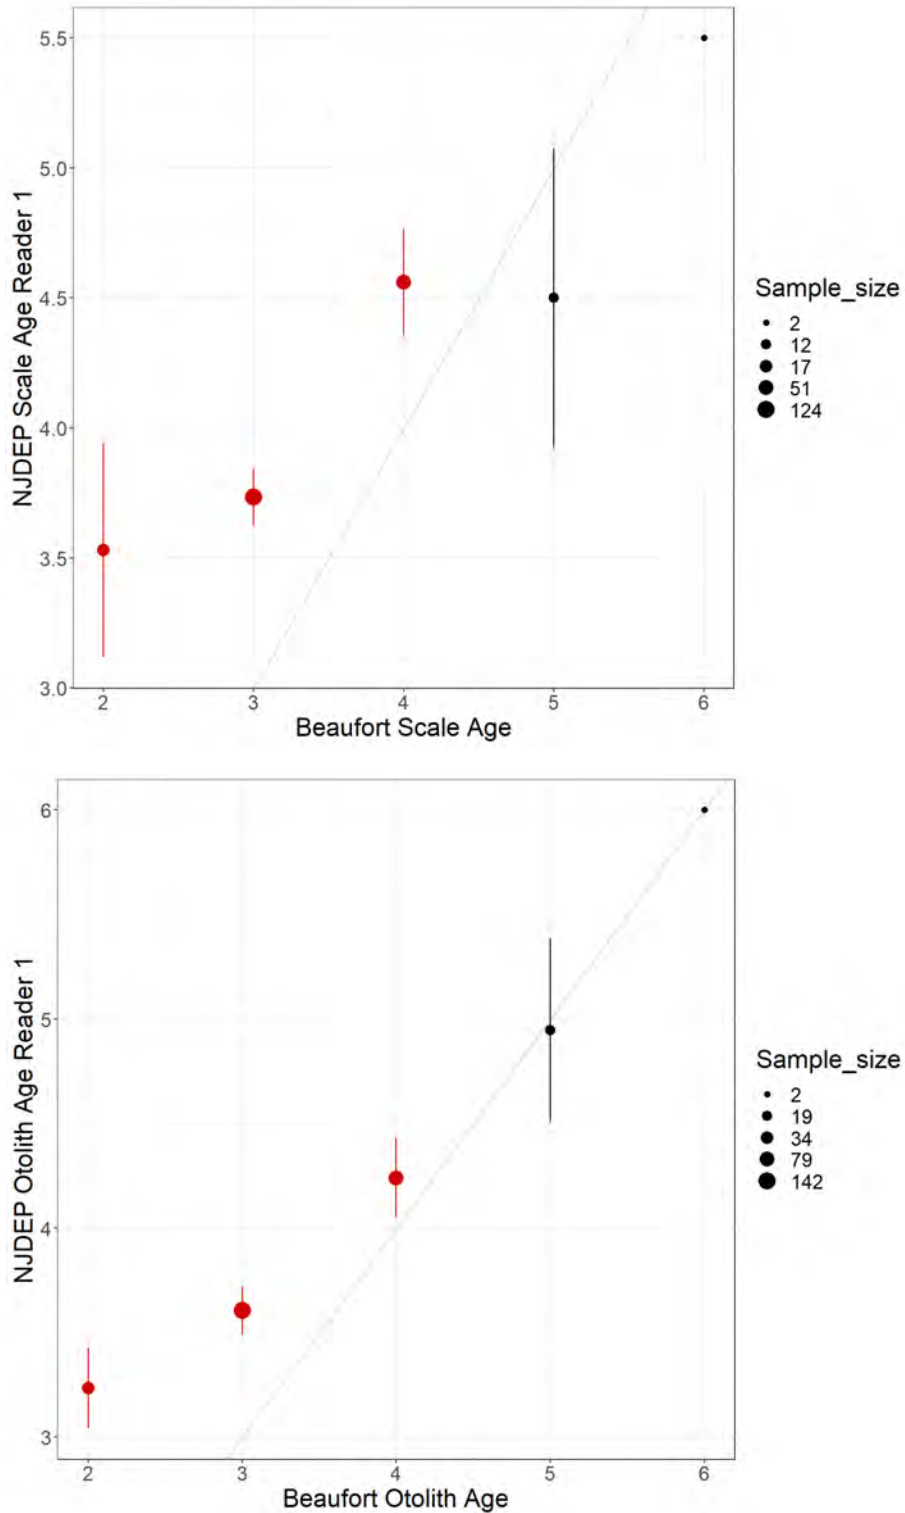 5.5
5.0
4.5
4.0
3.5
3.0
NJDEP Scale Age Reader 1
2 3 4 5 6
Beaufort Scale Age
Sample_size
2
12
17
51
124
6
5
4
3
NJDEP Otolith Age Reader 1
2 3 4 5 6
Beaufort Otolith Age
Sample_size
2
19
34
79
142